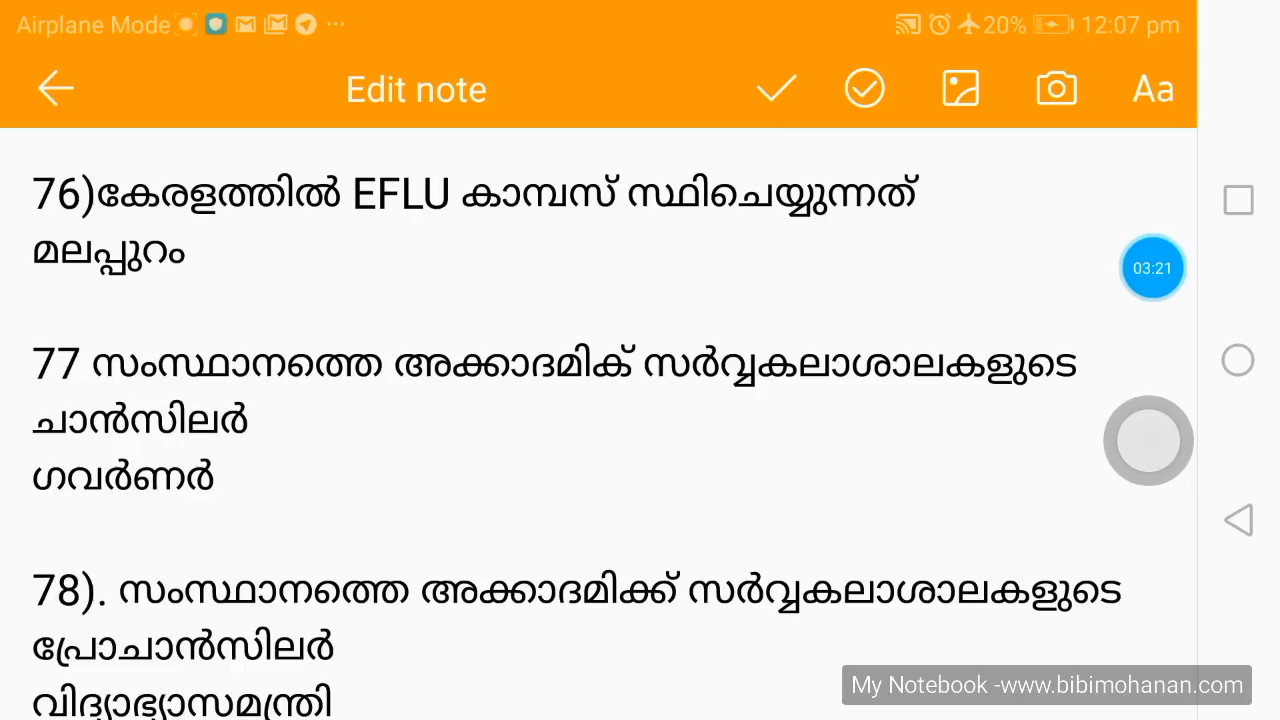 Airplane Mode ... 20% 12:07 pm
Edit note Aa
76)കേരളത്തിൽ EFLU കാമ്പസ് സ്ഥിചെയ്യുന്നത്
മലപ്പുറം
03:21
77 സംസ്ഥാനത്തെ അക്കാദമിക് സർവ്വകലാശാലകളുടെ
ചാൻസിലർ
ഗവർണർ
78). സംസ്ഥാനത്തെ അക്കാദമിക്ക് സർവ്വകലാശാലകളുടെ
പ്രോചാൻസിലർ
വിദ്യാഭ്യാസമന്ത്രി
My Notebook -www.bibimohanan.com